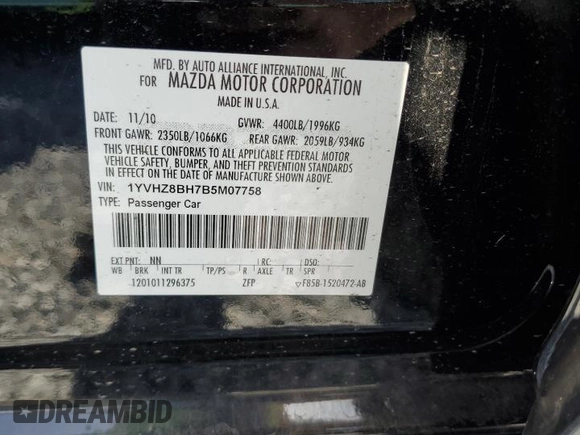 MFD. BY AUTO ALLIANCE INTERNATIONAL, INC.
FOR MAZDA MOTOR CORPORATION
MADE IN U.S.A.
DATE: 11/10 GVWR: 4400LB/1996KG
FRONT GAWR: 2350LB/1066KG REAR GAWR: 2059LB/934KG
THIS VEHICLE CONFORMS TO ALL APPLICABLE FEDERAL MOTOR
VEHICLE SAFETY, BUMPER, AND THEFT PREVENTION STANDARDS
IN EFFECT ON THE DATE OF MANUFACTURE SHOWN ABOVE.
VIN: 1YVHZ8BH7B5M07758
TYPE: Passenger Car
EXT PNT: NN RC: DSO:
WB BRK INT TR TP/PS R AXLE TR SPR
1201011296375 ZFP F85B-1520472-AB
DREAMBID